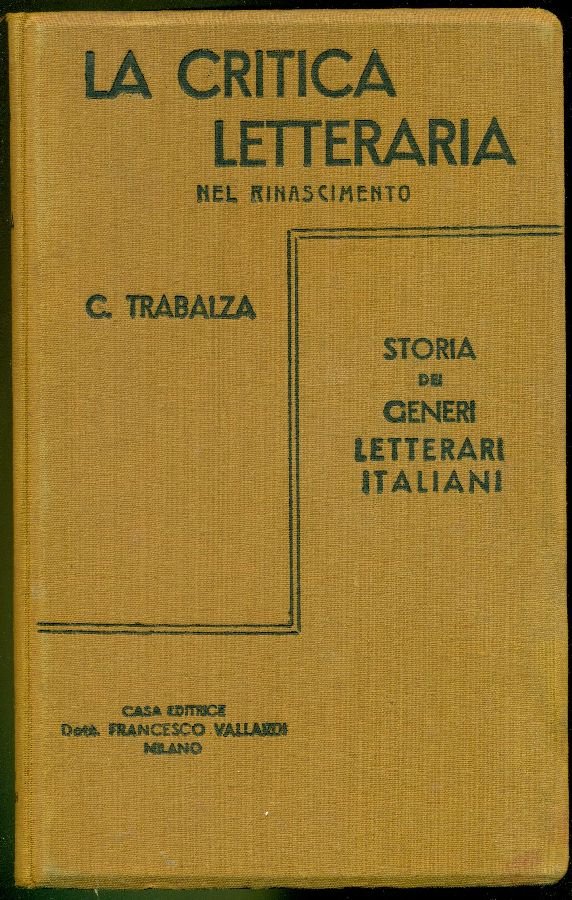 LA CRITICA
LETTERARIA
NEL RINASCIMENTO
C. TRABALZA
STORIA
DEI
GENERI
LETTERARI
ITALIANI
CASA EDITRICE
Dott. FRANCESCO VALLARDI
MILANO